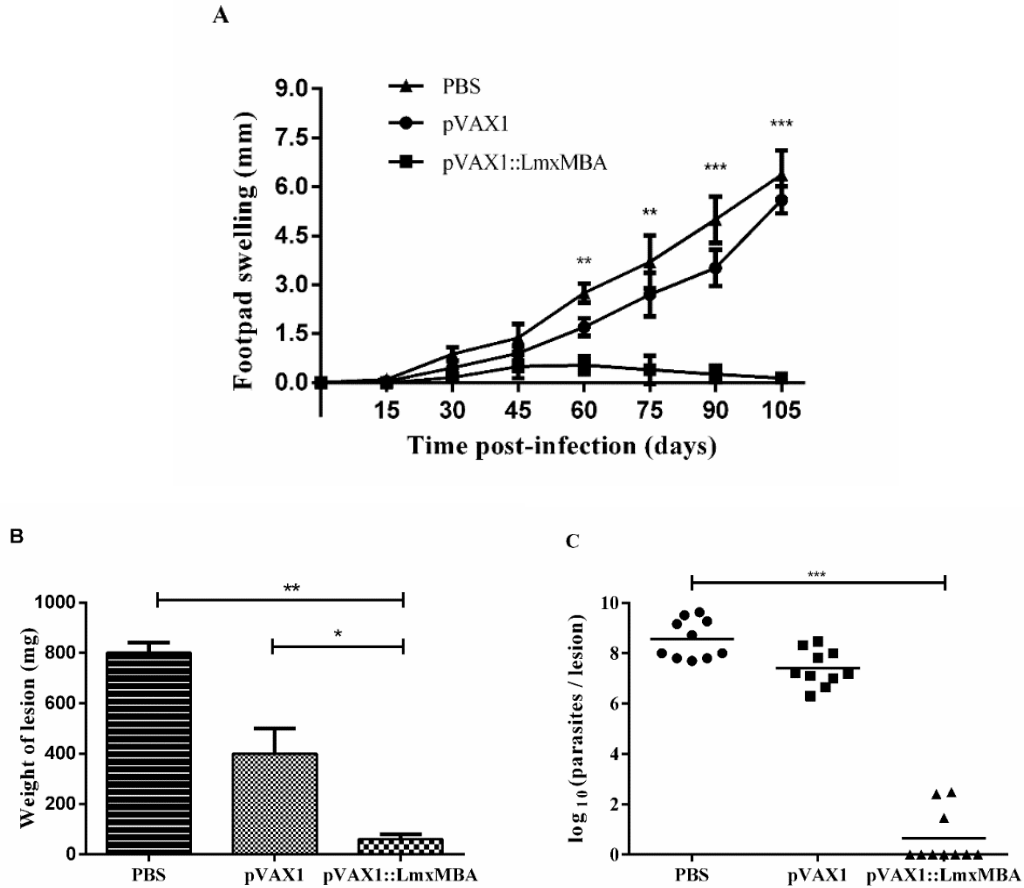 A
PBS
pVAX1
pVAX1::LmxMBA
9.0
7.5
6.0
4.5
3.0
1.5
0.0
Footpad swelling (mm)
**
**
***
***
15 30 45 60 75 90 105
Time post-infection (days)
B
**
*
1000
800
600
400
200
0
Weight of lesion (mg)
PBS pVAX1 pVAX1::LmxMBA
C
***
10
8
6
4
2
0
log 10 (parasites / lesion)
PBS pVAX1 pVAX1::LmxMBA